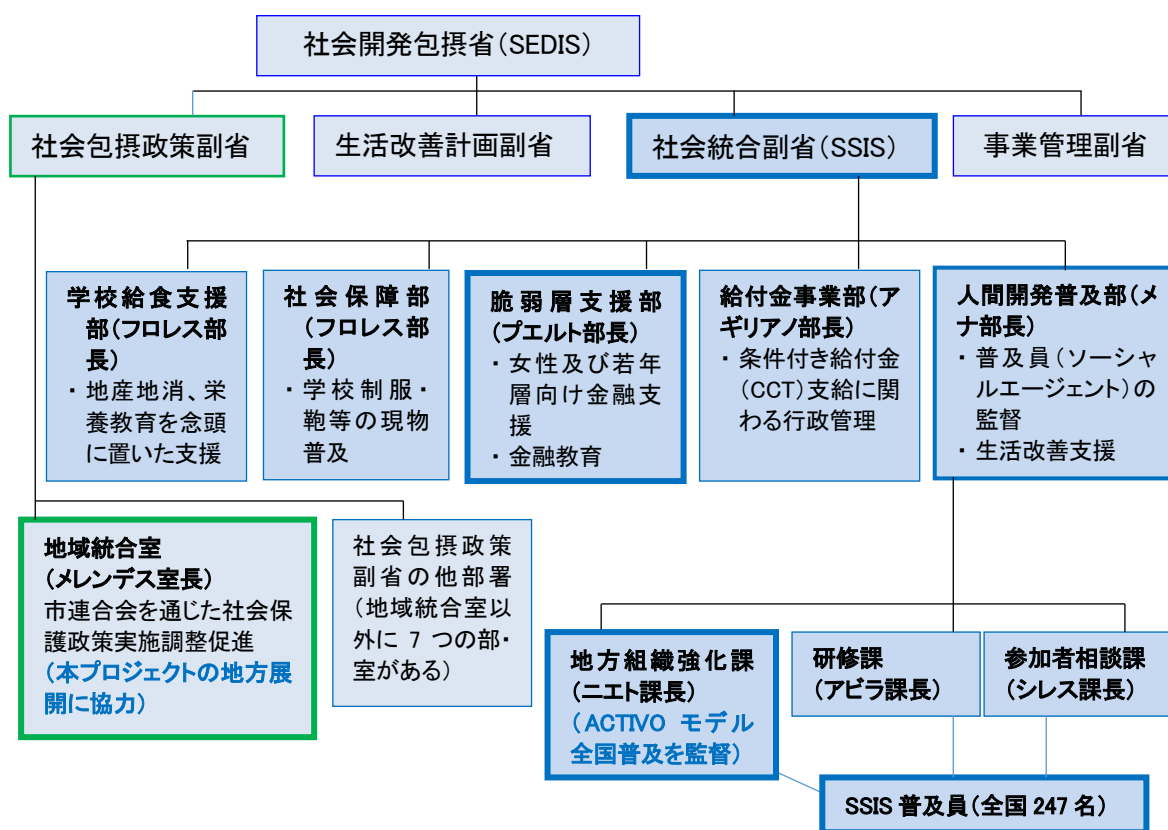 社会開発包摂省(SEDIS)
社会包摂政策副省
生活改善計画副省
社会統合副省(SSIS)
事業管理副省
学校給食支援
部(フロレス部
長)
・ 地産地消、栄
養教育を念頭
に置いた支援
社会保障部
(フロレス部
長)
・ 学校制服・
鞄等の現物
普及
脆弱層支援部
(プエルト部長)
・ 女性及び若年
層向け金融支
援
・ 金融教育
給付金事業部(ア
ギリアノ部長)
・ 条件付き給付金
(CCT)支給に関
わる行政管理
人間開発普及部(メ
ナ部長)
・ 普及員(ソーシャ
ルエージェント)の
監督
・ 生活改善支援
地域統合室
(メレンデス室長)
市連合会を通じた社会保
護政策実施調整促進
(本プロジェクトの地方展
開に協力)
社会包摂政策
副省の他部署
(地域統合室以
外に 7 つの部・
室がある)
地方組織強化課
(ニエト課長)
(ACTIVO モデル
全国普及を監督)
研修課
(アビラ課長)
参加者相談課
(シレス課長)
SSIS 普及員(全国 247 名)